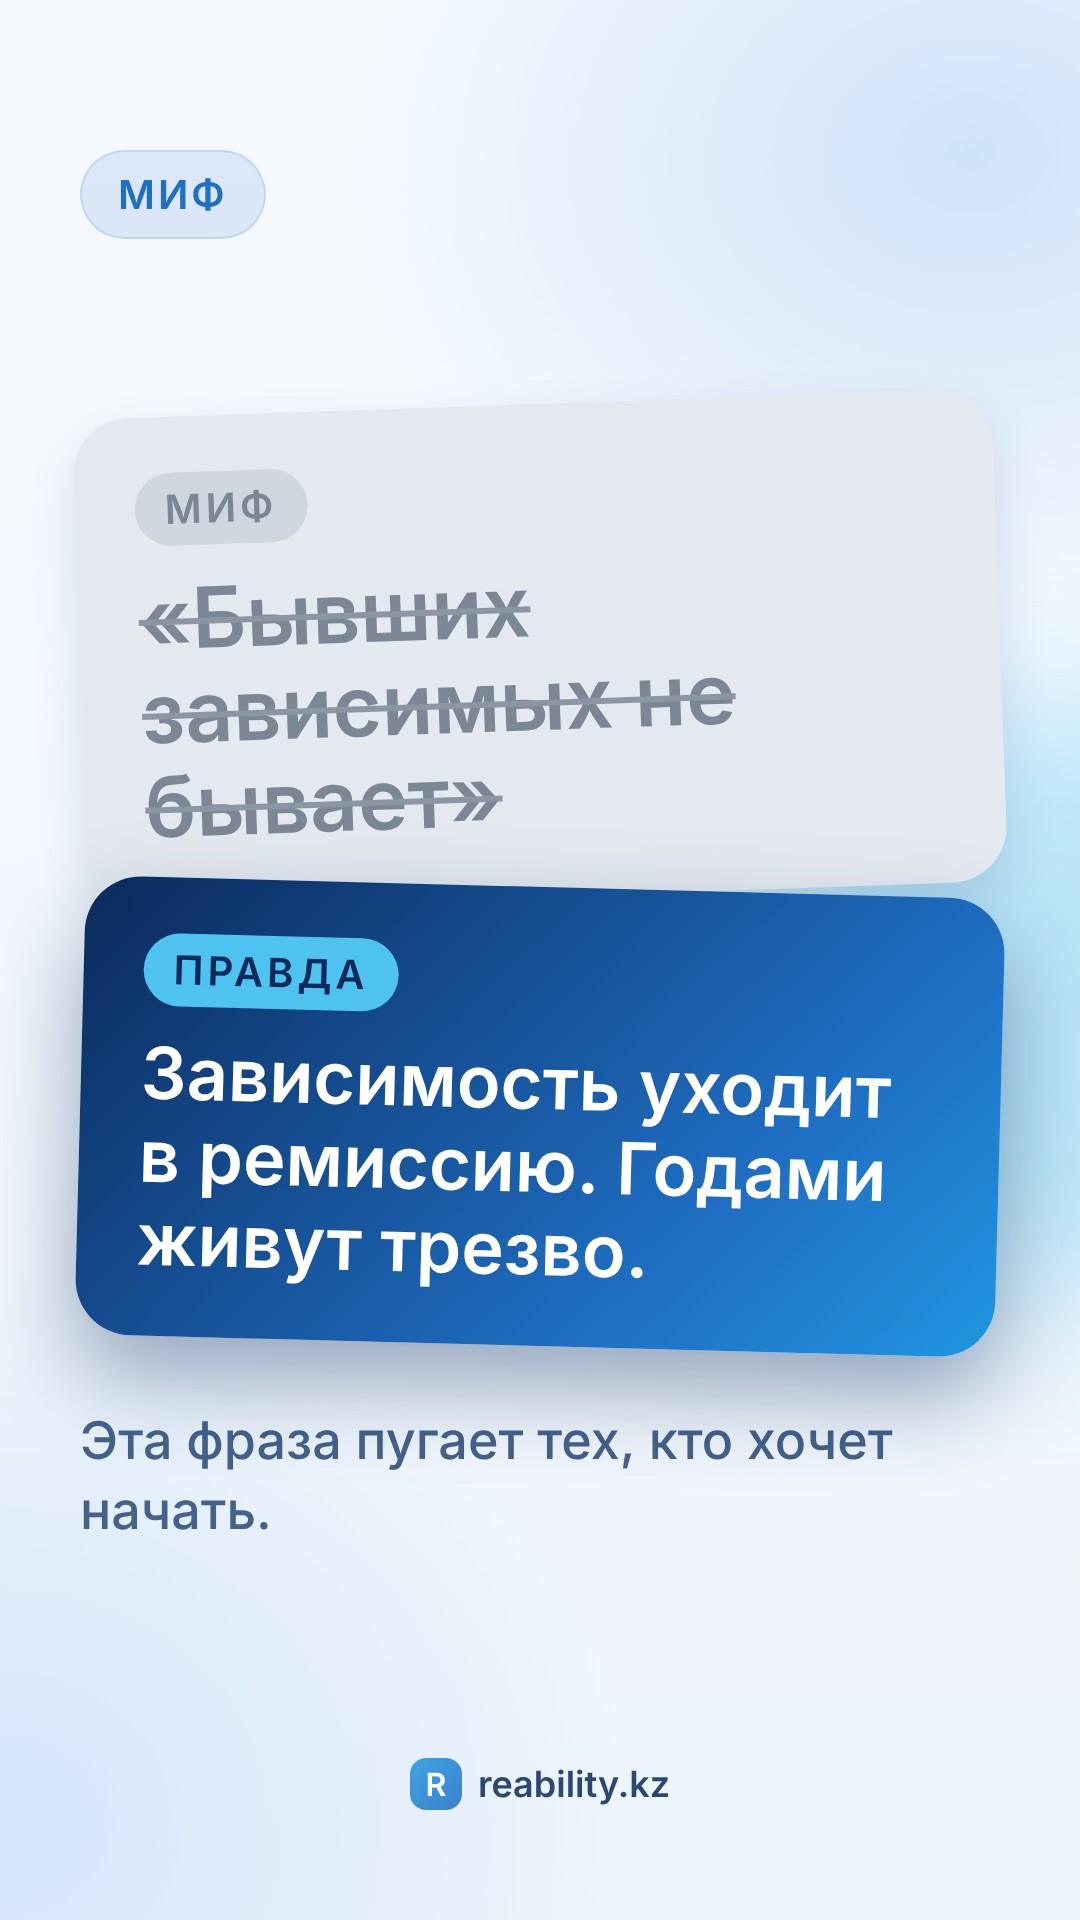 МИФ
МИФ
«Бывших
зависимых не
бывает»
ПРАВДА
Зависимость уходит
в ремиссию. Годами
живут трезво.
Эта фраза пугает тех, кто хочет
начать.
R reability.kz